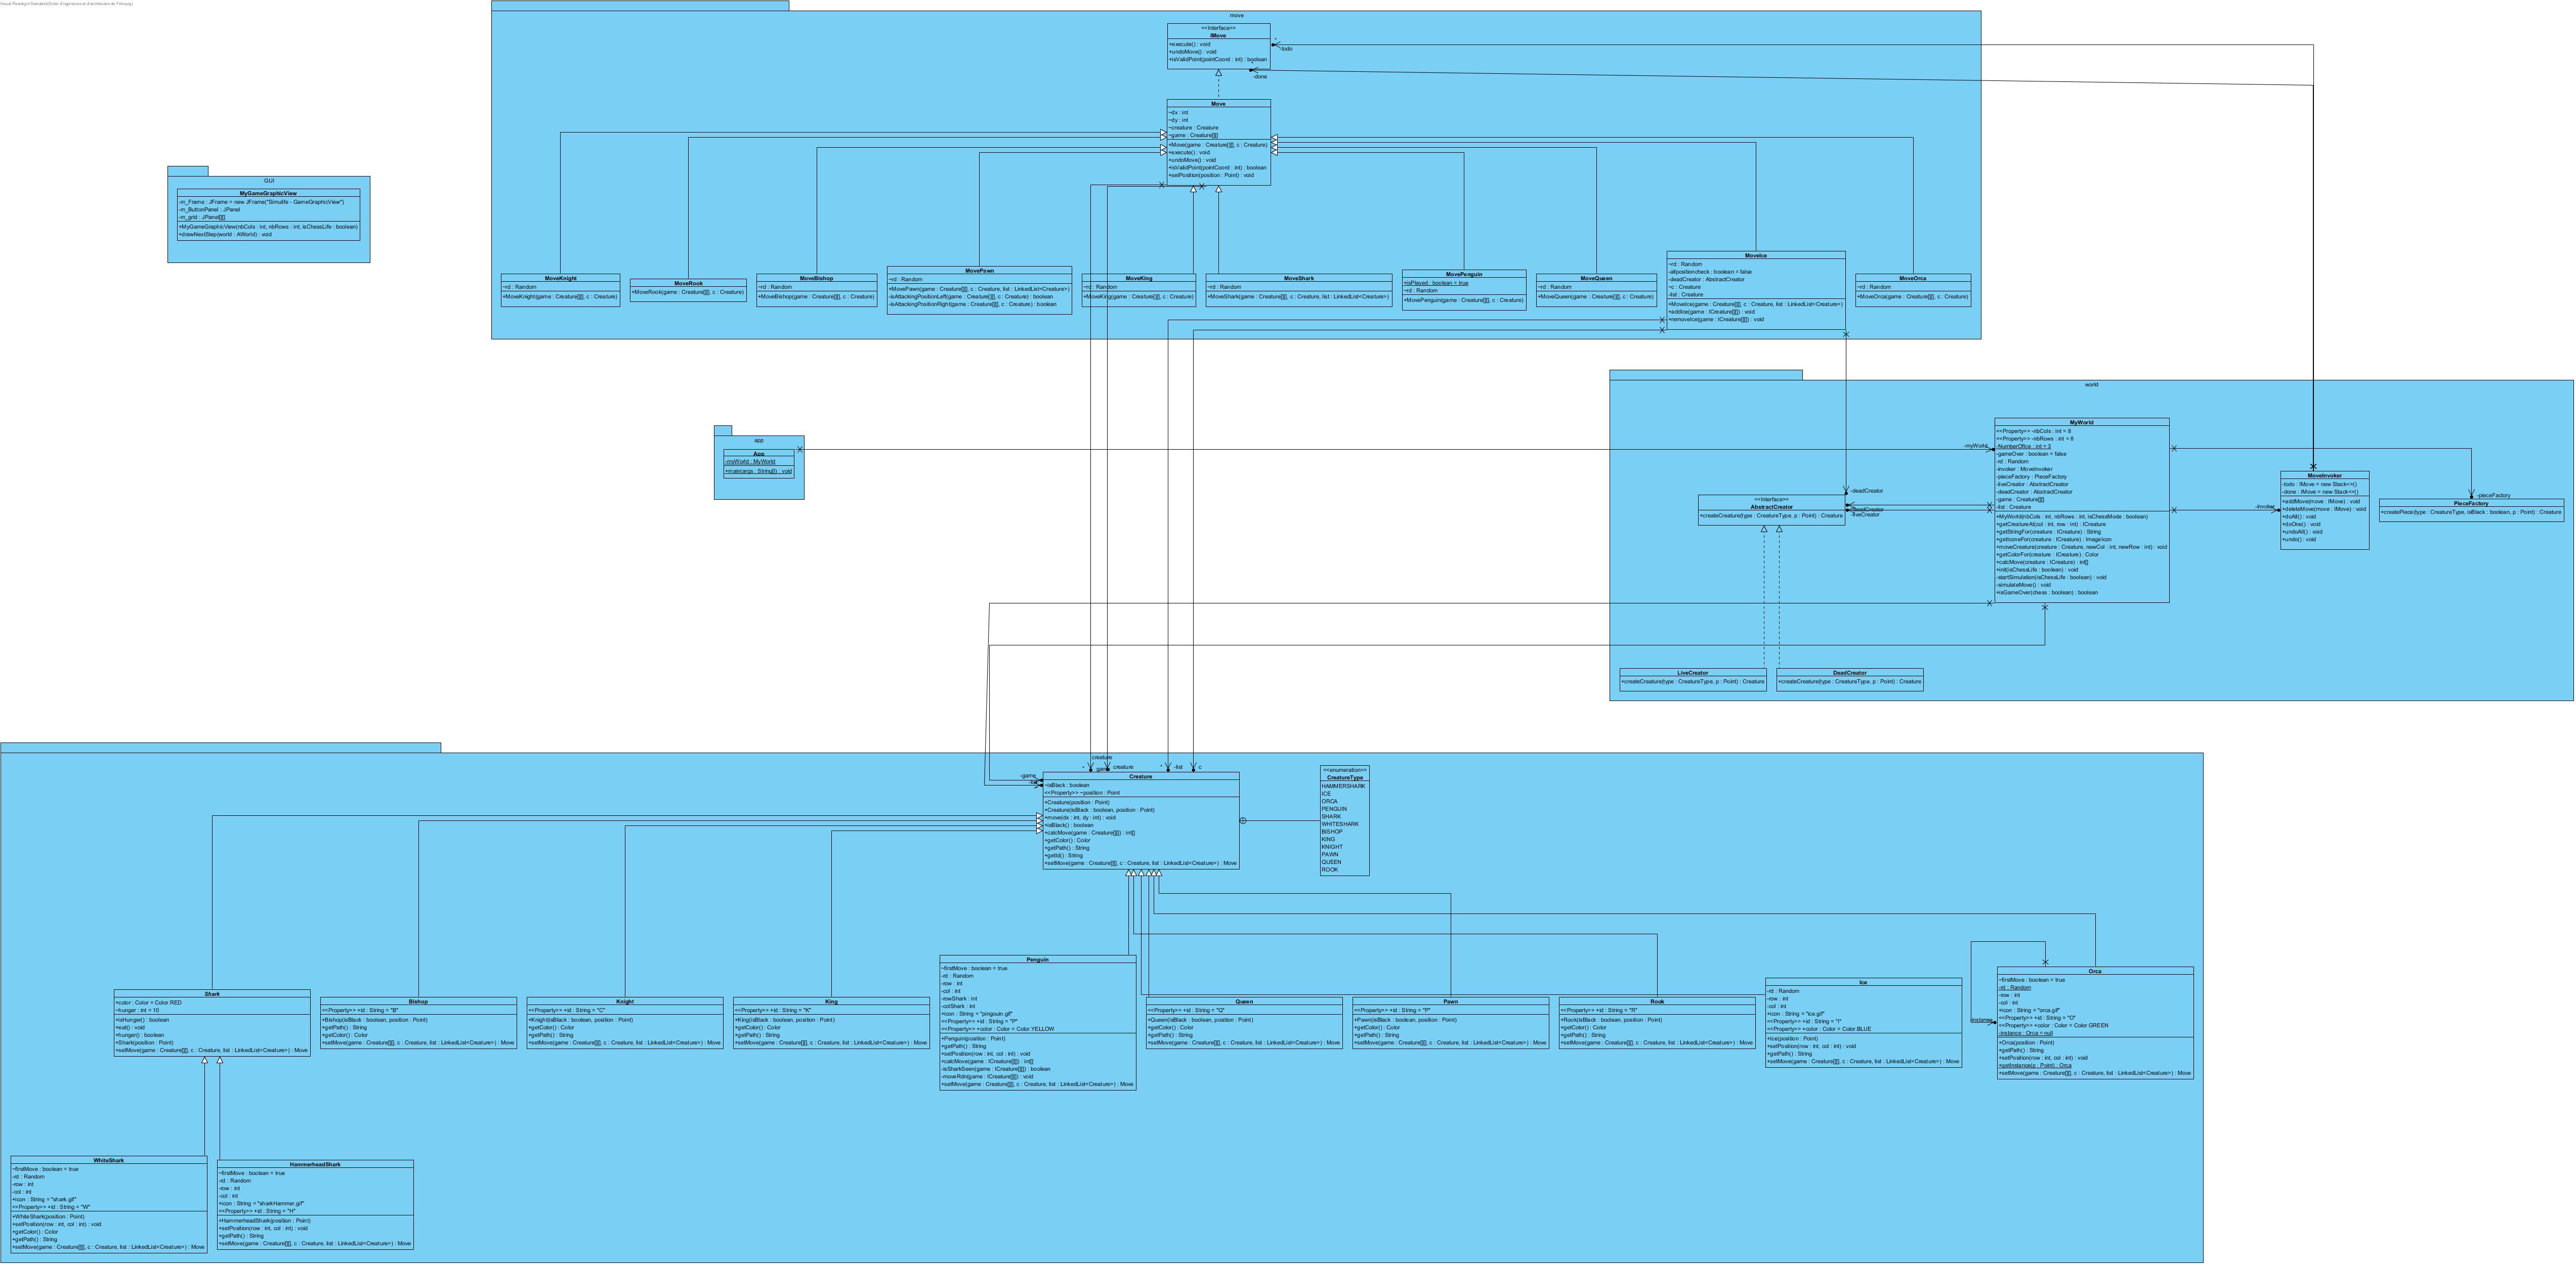 Visual Paradigm Standard(Ecole d'ingenieurs et d'architectes de Fribourg)
move
<<Interface>>
IMove
+execute() : void
+undoMove() : void
+isValidPoint(pointCoord : int) : boolean
*
-todo
-done
Move
~dx : int
~dy : int
~creature : Creature
~game : Creature[][]
+Move(game : Creature[][], c : Creature)
+execute() : void
+undoMove() : void
+isValidPoint(pointCoord : int) : boolean
+setPosition(position : Point) : void
GUI
MyGameGraphicView
-m_Frame : JFrame = new JFrame("Simulife - GameGraphicView")
-m_ButtonPanel : JPanel
-m_grid : JPanel[][]
+MyGameGraphicView(nbCols : int, nbRows : int, isChessLife : boolean)
+drawNextStep(world : AWorld) : void
MoveKnight
~rd : Random
+MoveKnight(game : Creature[][], c : Creature)
MoveRook
+MoveRook(game : Creature[][], c : Creature)
MoveBishop
~rd : Random
+MoveBishop(game : Creature[][], c : Creature)
MovePawn
~rd : Random
+MovePawn(game : Creature[][], c : Creature, list : LinkedList<Creature>)
-isAttackingPositionLeft(game : Creature[][], c : Creature) : boolean
-isAttackingPositionRight(game : Creature[][], c : Creature) : boolean
MoveKing
~rd : Random
+MoveKing(game : Creature[][], c : Creature)
MoveShark
~rd : Random
+MoveShark(game : Creature[][], c : Creature, list : LinkedList<Creature>)
MovePenguin
+isPlayed : boolean = true
~rd : Random
+MovePenguin(game : Creature[][], c : Creature)
MoveQueen
~rd : Random
+MoveQueen(game : Creature[][], c : Creature)
MoveIce
~rd : Random
-allpositioncheck : boolean = false
-deadCreator : AbstractCreator
~c : Creature
-list : Creature
+MoveIce(game : Creature[][], c : Creature, list : LinkedList<Creature>)
+addIce(game : ICreature[][]) : void
+removeIce(game : ICreature[][]) : void
MoveOrca
~rd : Random
+MoveOrca(game : Creature[][], c : Creature)
world
app
App
-myWorld : MyWorld
+main(args : String[]) : void
-myWorld
MyWorld
<<Property>> -nbCols : int = 8
<<Property>> -nbRows : int = 8
-NumberOfIce : int = 3
-gameOver : boolean = false
-rd : Random
-invoker : MoveInvoker
-pieceFactory : PieceFactory
-liveCreator : AbstractCreator
-deadCreator : AbstractCreator
-game : Creature[][]
-list : Creature
+MyWorld(nbCols : int, nbRows : int, isChessMode : boolean)
+getCreatureAt(col : int, row : int) : ICreature
+getStringFor(creature : ICreature) : String
+getIconeFor(creature : ICreature) : ImageIcon
+moveCreature(creature : Creature, newCol : int, newRow : int) : void
+getColorFor(creature : ICreature) : Color
+calcMove(creature : ICreature) : int[]
+init(isChessLife : boolean) : void
-startSimulation(isChessLife : boolean) : void
-simulateMove() : void
+isGameOver(chess : boolean) : boolean
-invoker
MoveInvoker
-todo : IMove = new Stack<>()
-done : IMove = new Stack<>()
+addMove(move : IMove) : void
+deleteMove(move : IMove) : void
+doAll() : void
+doOne() : void
+undoAll() : void
+undo() : void
-pieceFactory
PieceFactory
+createPiece(type : CreatureType, isBlack : boolean, p : Point) : Creature
-deadCreator
<<Interface>>
AbstractCreator
+createCreature(type : CreatureType, p : Point) : Creature
-deadCreator
-liveCreator
LiveCreator
+createCreature(type : CreatureType, p : Point) : Creature
DeadCreator
+createCreature(type : CreatureType, p : Point) : Creature
creature
*
game
creature
*
-list
c
-game
Creature
~isBlack : boolean
<<Property>> ~position : Point
+Creature(position : Point)
+Creature(isBlack : boolean, position : Point)
+move(dx : int, dy : int) : void
+isBlack() : boolean
+calcMove(game : Creature[][]) : int[]
+getColor() : Color
+getPath() : String
+getId() : String
+setMove(game : Creature[][], c : Creature, list : LinkedList<Creature>) : Move
<<enumeration>>
CreatureType
HAMMERSHARK
ICE
ORCA
PENGUIN
SHARK
WHITESHARK
BISHOP
KING
KNIGHT
PAWN
QUEEN
ROOK
Shark
+color : Color = Color.RED
~hunger : int = 10
+isHunger() : boolean
+eat() : void
+hunger() : boolean
+Shark(position : Point)
+setMove(game : Creature[][], c : Creature, list : LinkedList<Creature>) : Move
Bishop
<<Property>> +id : String = "B"
+Bishop(isBlack : boolean, position : Point)
+getPath() : String
+getColor() : Color
+setMove(game : Creature[][], c : Creature, list : LinkedList<Creature>) : Move
Knight
<<Property>> +id : String = "C"
+Knight(isBlack : boolean, position : Point)
+getColor() : Color
+getPath() : String
+setMove(game : Creature[][], c : Creature, list : LinkedList<Creature>) : Move
King
<<Property>> +id : String = "K"
+King(isBlack : boolean, position : Point)
+getColor() : Color
+getPath() : String
+setMove(game : Creature[][], c : Creature, list : LinkedList<Creature>) : Move
Penguin
~firstMove : boolean = true
-rd : Random
-row : int
-col : int
-rowShark : int
-colShark : int
+icon : String = "pingouin.gif"
<<Property>> +id : String = "P"
<<Property>> +color : Color = Color.YELLOW
+Penguin(position : Point)
+getPath() : String
+setPosition(row : int, col : int) : void
+calcMove(game : ICreature[][]) : int[]
-isSharkSeen(game : ICreature[][]) : boolean
-moveRdn(game : ICreature[][]) : void
+setMove(game : Creature[][], c : Creature, list : LinkedList<Creature>) : Move
Queen
<<Property>> +id : String = "Q"
+Queen(isBlack : boolean, position : Point)
+getColor() : Color
+getPath() : String
+setMove(game : Creature[][], c : Creature, list : LinkedList<Creature>) : Move
Pawn
<<Property>> +id : String = "P"
+Pawn(isBlack : boolean, position : Point)
+getColor() : Color
+getPath() : String
+setMove(game : Creature[][], c : Creature, list : LinkedList<Creature>) : Move
Rook
<<Property>> +id : String = "R"
+Rook(isBlack : boolean, position : Point)
+getColor() : Color
+getPath() : String
+setMove(game : Creature[][], c : Creature, list : LinkedList<Creature>) : Move
Ice
-rd : Random
-row : int
-col : int
+icon : String = "ice.gif"
<<Property>> +id : String = "I"
<<Property>> +color : Color = Color.BLUE
+Ice(position : Point)
+setPosition(row : int, col : int) : void
+getPath() : String
+setMove(game : Creature[][], c : Creature, list : LinkedList<Creature>) : Move
-instance
Orca
~firstMove : boolean = true
-rd : Random
-row : int
-col : int
+icon : String = "orca.gif"
<<Property>> +id : String = "O"
<<Property>> +color : Color = Color.GREEN
-instance : Orca = null
+Orca(position : Point)
+getPath() : String
+setPosition(row : int, col : int) : void
+getInstance(p : Point) : Orca
+setMove(game : Creature[][], c : Creature, list : LinkedList<Creature>) : Move
WhiteShark
~firstMove : boolean = true
-rd : Random
-row : int
-col : int
+icon : String = "shark.gif"
<<Property>> +id : String = "W"
+WhiteShark(position : Point)
+setPosition(row : int, col : int) : void
+getColor() : Color
+getPath() : String
+setMove(game : Creature[][], c : Creature, list : LinkedList<Creature>) : Move
HammerheadShark
~firstMove : boolean = true
-rd : Random
-row : int
-col : int
+icon : String = "sharkHammer.gif"
<<Property>> +id : String = "H"
+HammerheadShark(position : Point)
+setPosition(row : int, col : int) : void
+getPath() : String
+setMove(game : Creature[][], c : Creature, list : LinkedList<Creature>) : Move